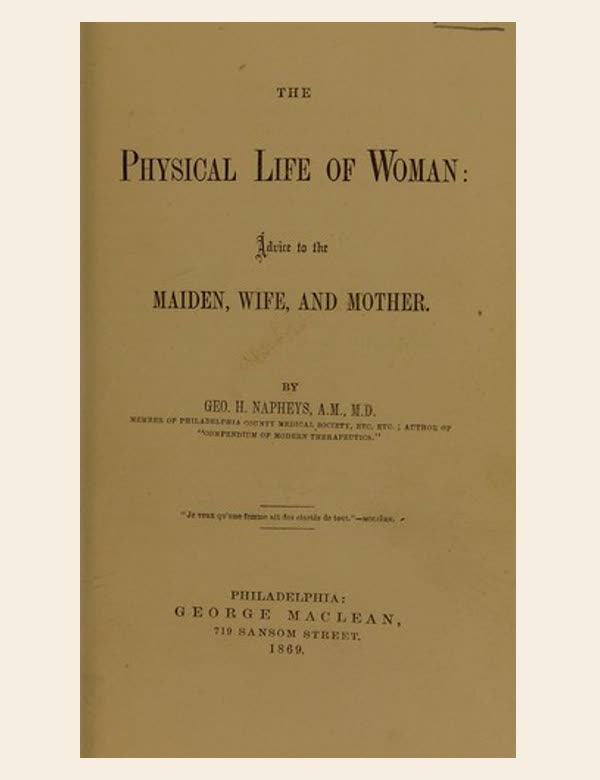 THE
PHYSICAL LIFE OF WOMAN:
Advice to the
MAIDEN, WIFE, AND MOTHER.
BY
GEO. H. NAPHEYS, A.M., M.D.
MEMBER OF PHILADELPHIA COUNTY MEDICAL SOCIETY, ETC. ETC.; AUTHOR OF
"COMPENDIUM OF MODERN THERAPEUTICS."
"Je veux qu'une femme ait des clartés de tout."—MOLIÈRE.
PHILADELPHIA:
GEORGE MACLEAN,
719 SANSOM STREET.
1869.